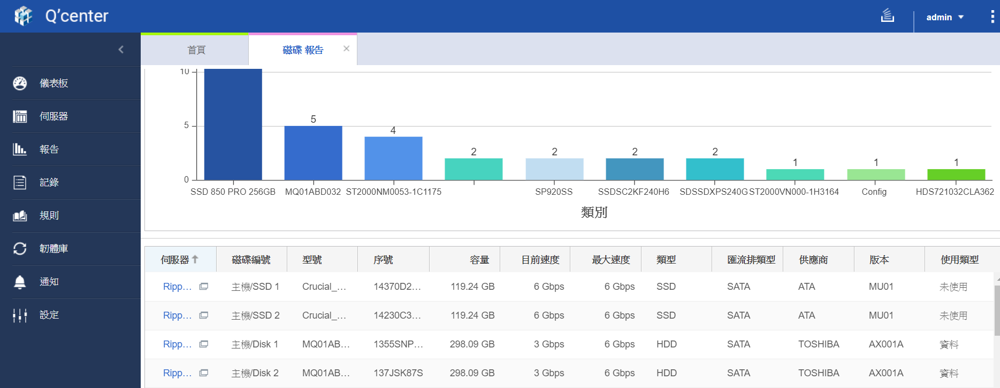 Q'center
admin
首頁
磁碟 報告
儀表板
伺服器
報告
記錄
規則
韌體庫
通知
設定
10
5
0
5
4
2
2
2
2
1
1
1
SSD 850 PRO 256GB MQ01ABD032 ST2000NM0053-1C1175 SP920SS SSDSC2KF240H6 SDSSDXPS240G ST2000VN000-1H3164 Config HDS721032CLA362
類別
伺服器 磁碟編號 型號 序號 容量 目前速度 最大速度 類型 匯流排類型 供應商 版本 使用類型
Ripp... 主機/SSD 1 Crucial_... 14370D2... 119.24 GB 6 Gbps 6 Gbps SSD SATA ATA MU01 未使用
Ripp... 主機/SSD 2 Crucial_... 14230C3... 119.24 GB 6 Gbps 6 Gbps SSD SATA ATA MU01 未使用
Ripp... 主機/Disk 1 MQ01AB... 1355SNP... 298.09 GB 3 Gbps 6 Gbps HDD SATA TOSHIBA AX001A 資料
Ripp... 主機/Disk 2 MQ01AB... 137JSK87S 298.09 GB 3 Gbps 6 Gbps HDD SATA TOSHIBA AX001A 資料